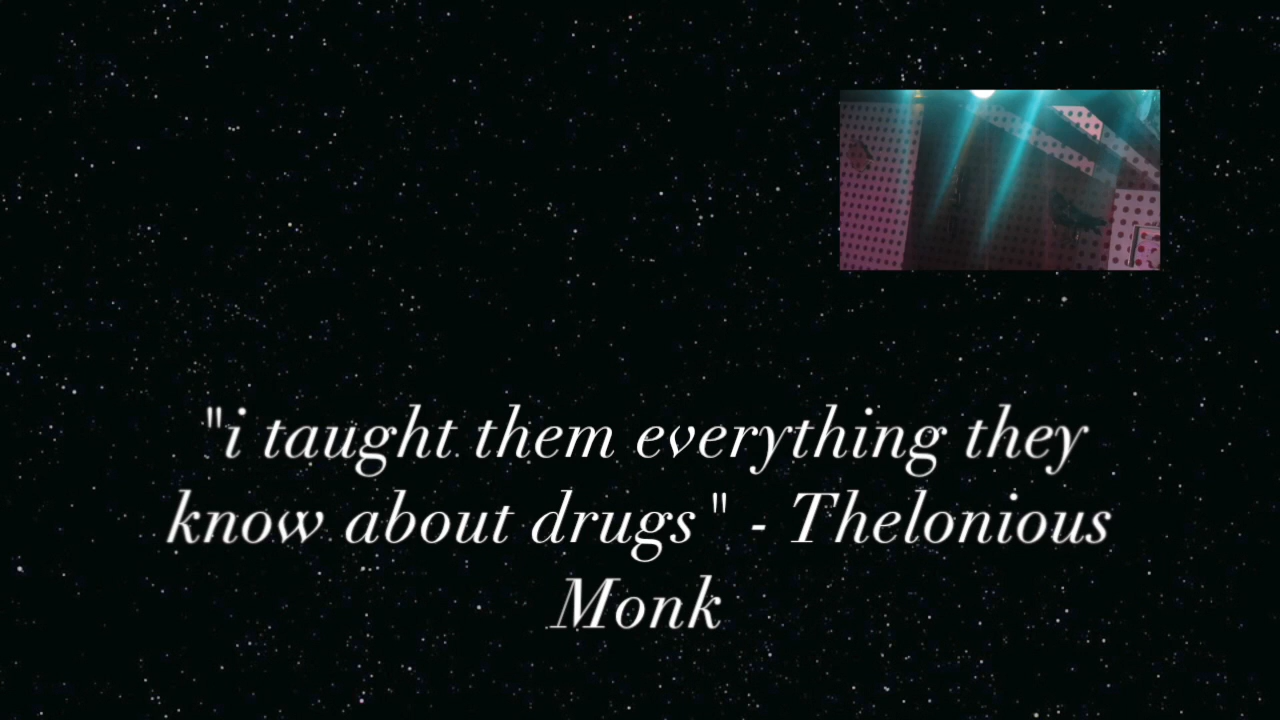 "i taught them everything they
know about drugs" - Thelonious
Monk